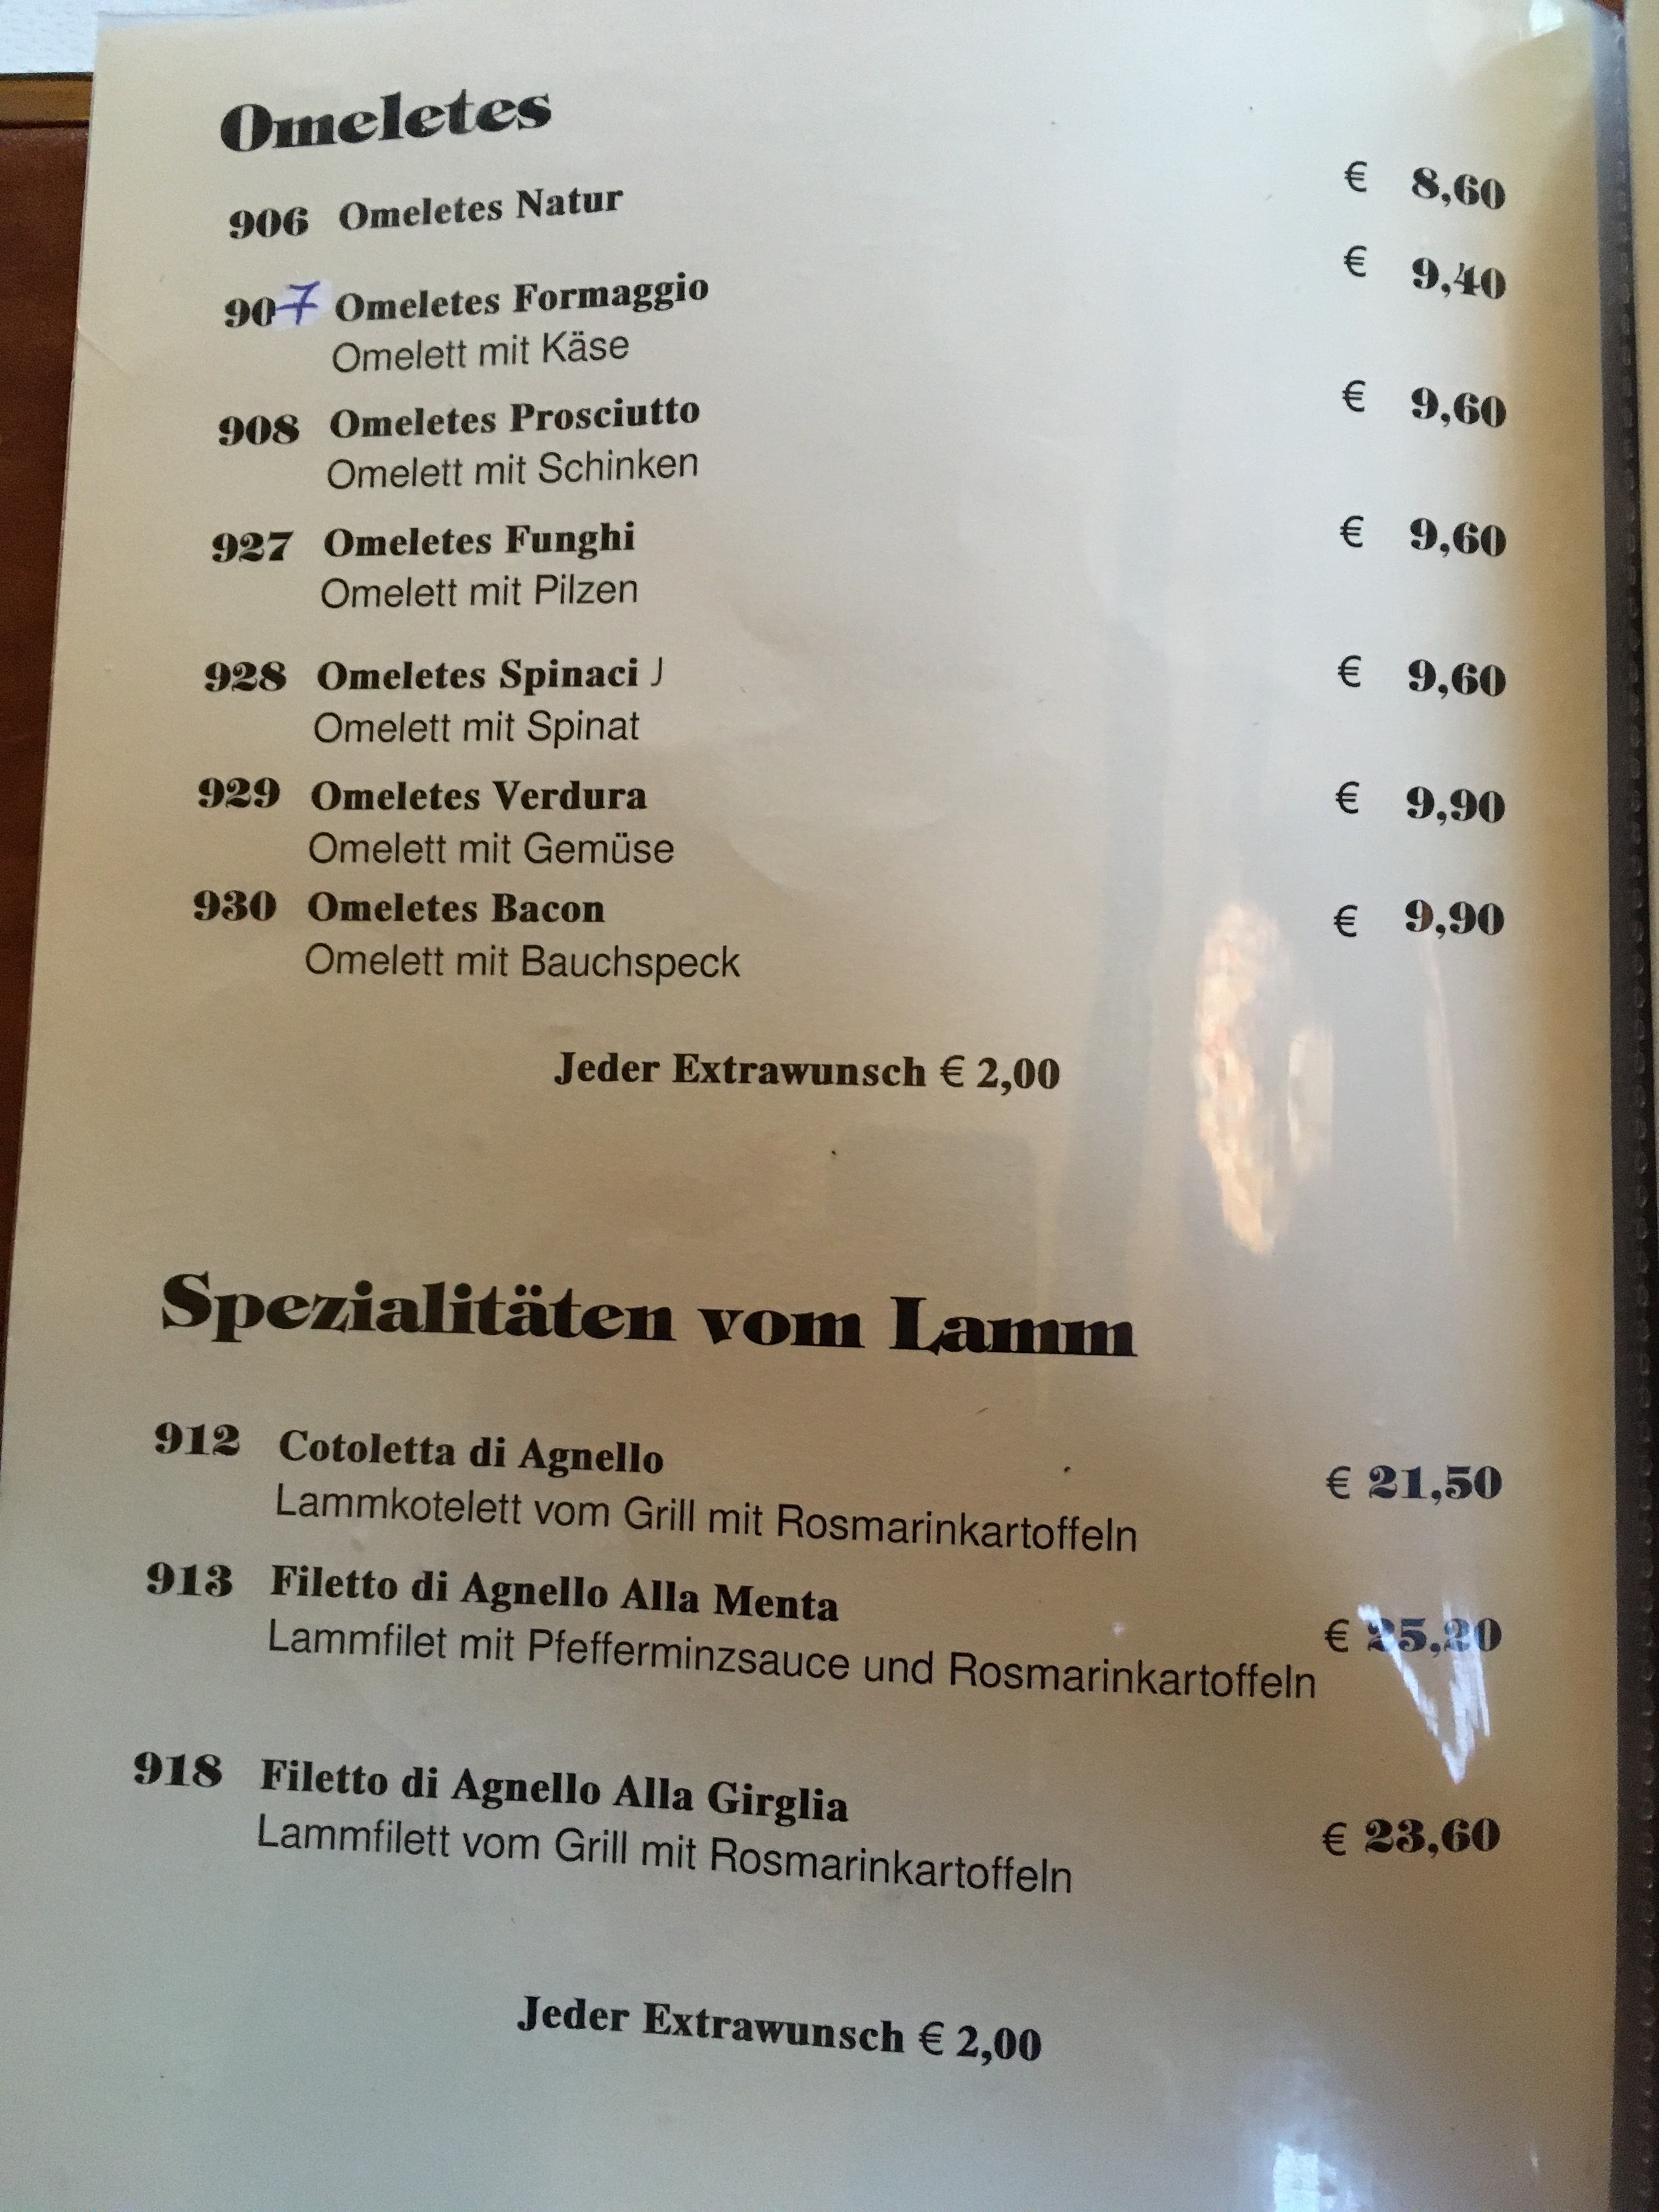 Omeletes
906 Omeletes Natur € 8,60
907 Omeletes Formaggio € 9,40
Omelett mit Käse
908 Omeletes Prosciutto € 9,60
Omelett mit Schinken
927 Omeletes Funghi € 9,60
Omelett mit Pilzen
928 Omeletes Spinaci J € 9,60
Omelett mit Spinat
929 Omeletes Verdura € 9,90
Omelett mit Gemüse
930 Omeletes Bacon € 9,90
Omelett mit Bauchspeck
Jeder Extrawunsch € 2,00
Spezialitäten vom Lamm
912 Cotoletta di Agnello € 21,50
Lammkotelett vom Grill mit Rosmarinkartoffeln
913 Filetto di Agnello Alla Menta € 25,20
Lammfilet mit Pfefferminzsauce und Rosmarinkartoffeln
918 Filetto di Agnello Alla Girglia € 23,60
Lammfilett vom Grill mit Rosmarinkartoffeln
Jeder Extrawunsch € 2,00